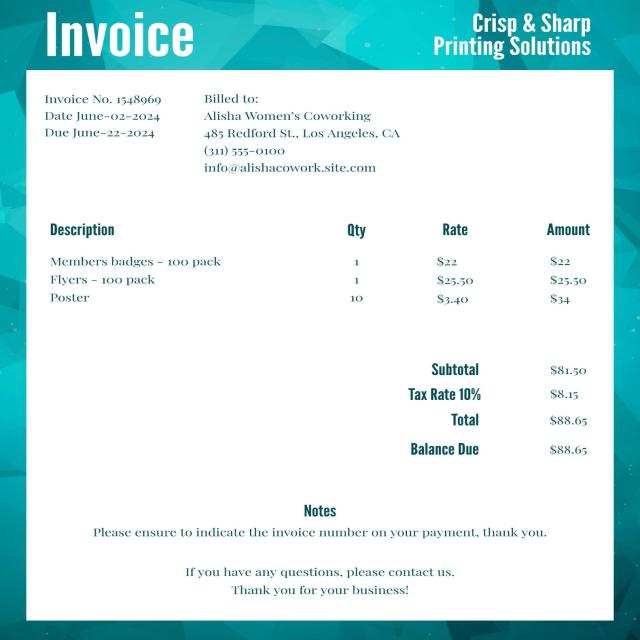 Invoice
Crisp & Sharp
Printing Solutions
Invoice No. 1548969
Date June-02-2024
Due June-22-2024
Billed to:
Alisha Women's Coworking
485 Redford St., Los Angeles, CA
(311) 555-0100
info@alishacowork.site.com
Description Qty Rate Amount
Members badges - 100 pack 1 $22 $22
Flyers - 100 pack 1 $25.50 $25.50
Poster 10 $3.40 $34
Subtotal $81.50
Tax Rate 10% $8.15
Total $88.65
Balance Due $88.65
Notes
Please ensure to indicate the invoice number on your payment, thank you.
If you have any questions, please contact us.
Thank you for your business!